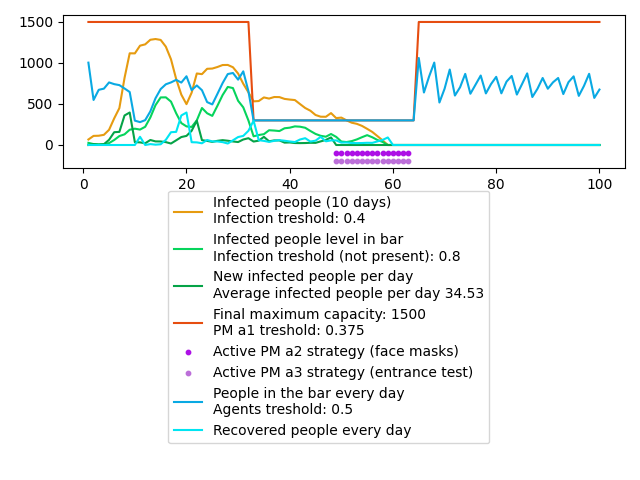 1500
1000
500
0
0 20 40 60 80 100
Infected people (10 days)
Infection treshold: 0.4
Infected people level in bar
Infection treshold (not present): 0.8
New infected people per day
Average infected people per day 34.53
Final maximum capacity: 1500
PM a1 treshold: 0.375
Active PM a2 strategy (face masks)
Active PM a3 strategy (entrance test)
People in the bar every day
Agents treshold: 0.5
Recovered people every day